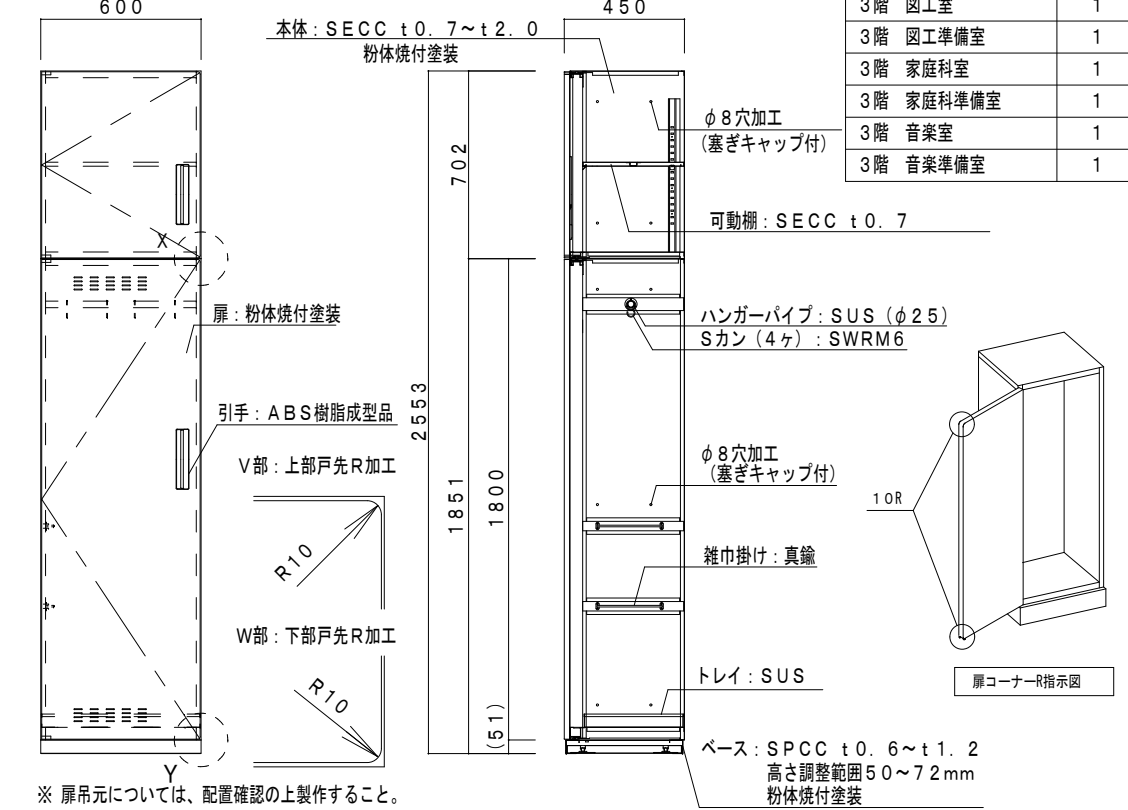 600
450
本体：SECC t0．7～t2．0
粉体焼付塗装
3階 図工室 1
3階 図工準備室 1
3階 家庭科室 1
3階 家庭科準備室 1
3階 音楽室 1
3階 音楽準備室 1
φ8穴加工
(塞ぎキャップ付)
702
可動棚：SECC t0．7
X
扉：粉体焼付塗装
ハンガーパイプ：SUS（φ25）
Sカン（4ヶ）：SWRM6
引手：ABS樹脂成型品
2553
V部：上部戸先R加工
1851
1800
φ8穴加工
（塞ぎキャップ付）
10R
R10
雑巾掛け：真鍮
W部：下部戸先R加工
R10
トレイ：SUS
扉コーナーR指示図
(51)
ベース：SPCC t0．6～t1．2
高さ調整範囲50～72mm
粉体焼付塗装
Y
※ 扉吊元については、配置確認の上製作すること。